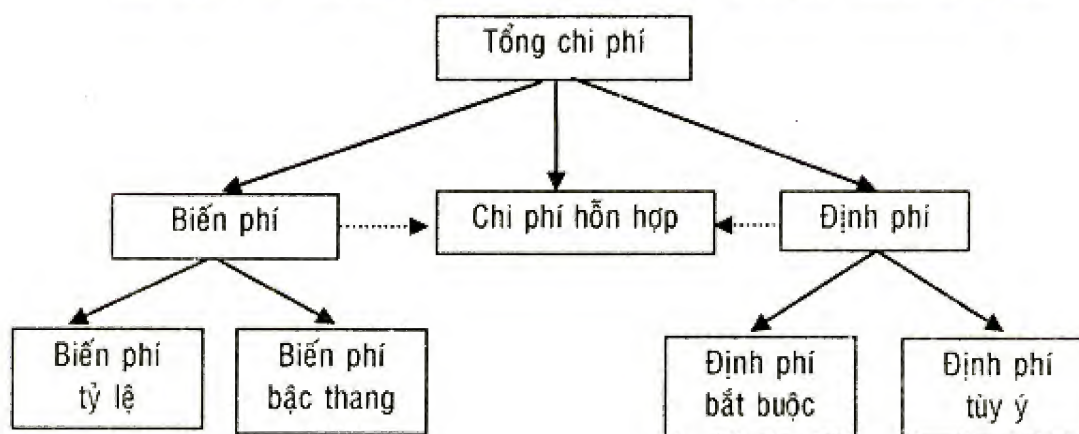 Tổng chi phí
Biến phí
Chi phí hỗn hợp
Định phí
Biến phí
tỷ lệ
Biến phí
bậc thang
Định phí
bắt buộc
Định phí
tùy ý